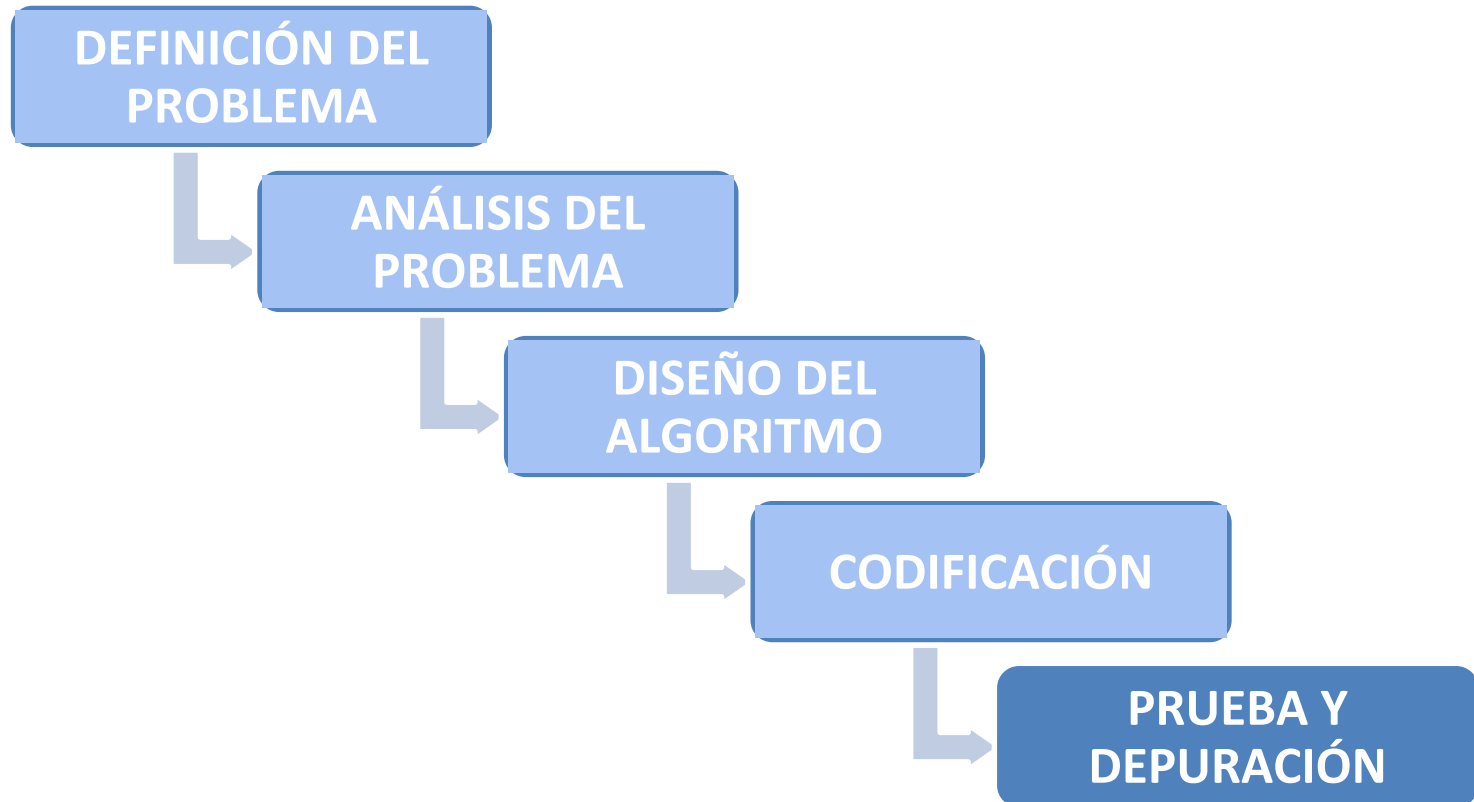 DEFINICIÓN DEL
PROBLEMA
ANÁLISIS DEL
PROBLEMA
DISEÑO DEL
ALGORITMO
CODIFICACIÓN
PRUEBA Y
DEPURACIÓN